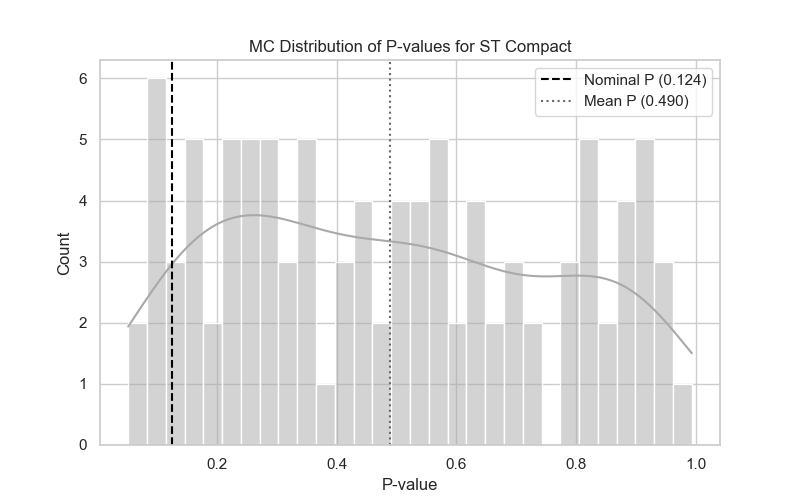 MC Distribution of P-values for ST Compact
Nominal P (0.124)
Mean P (0.490)
Count
6
5
4
3
2
1
0
0.2 0.4 0.6 0.8 1.0
P-value